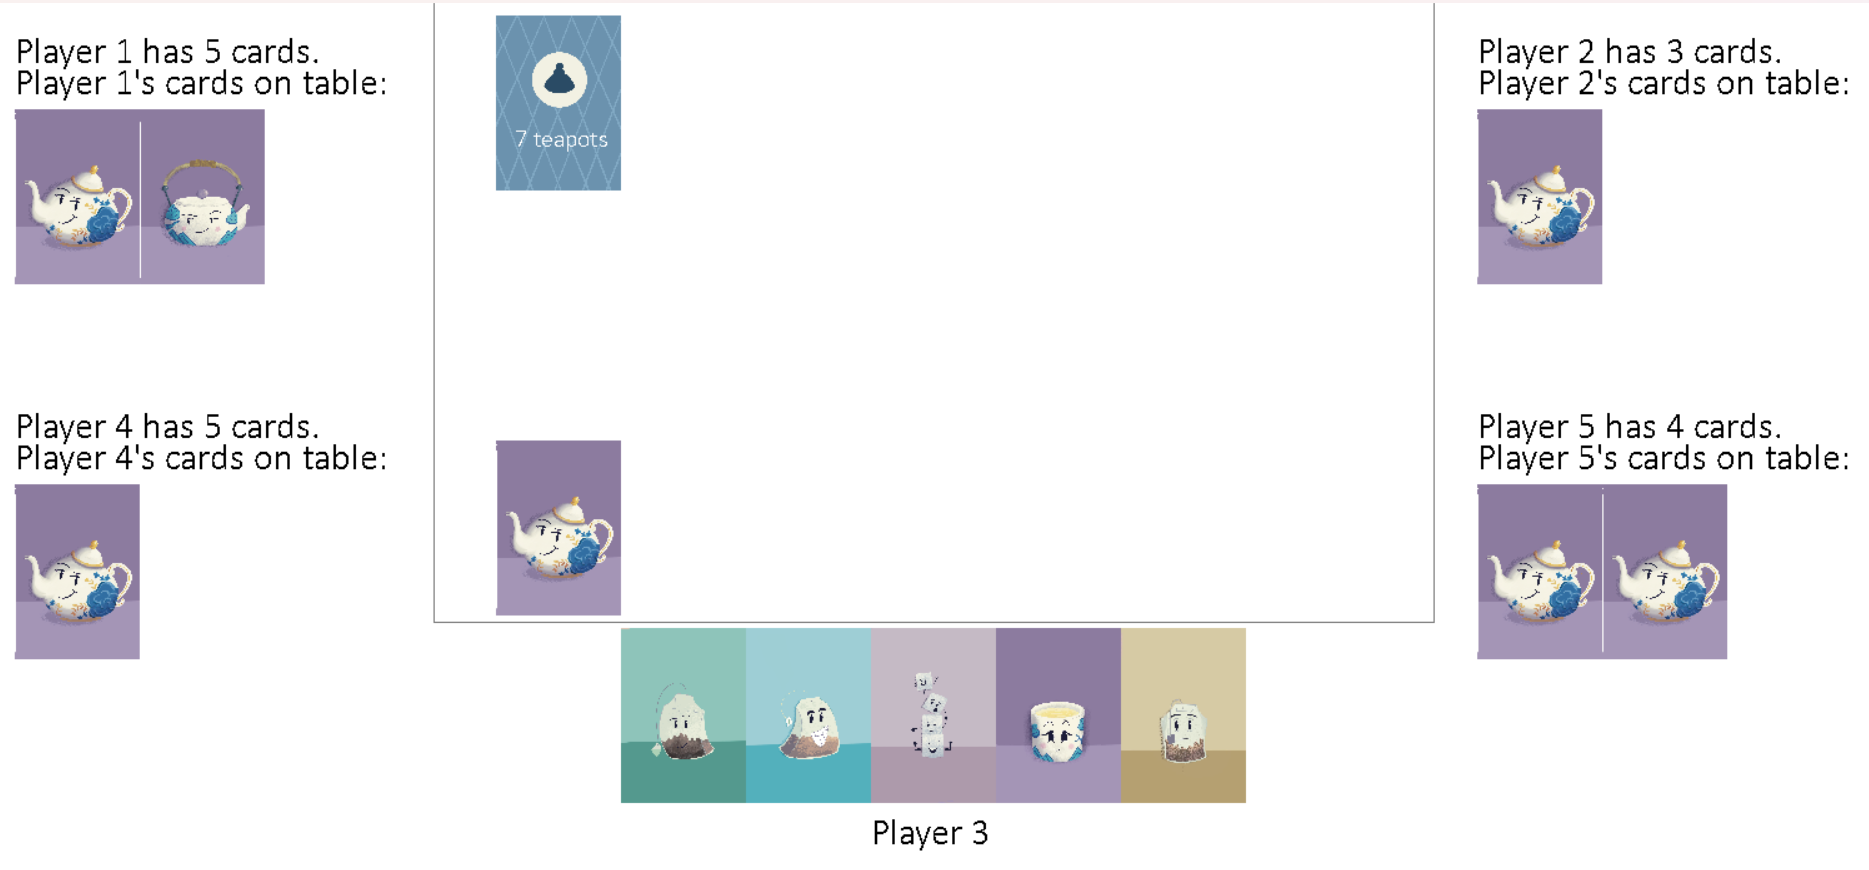 Player 1 has 5 cards.
Player 1's cards on table:
7 teapots
Player 2 has 3 cards.
Player 2's cards on table:
Player 4 has 5 cards.
Player 4's cards on table:
Player 5 has 4 cards.
Player 5's cards on table:
Player 3